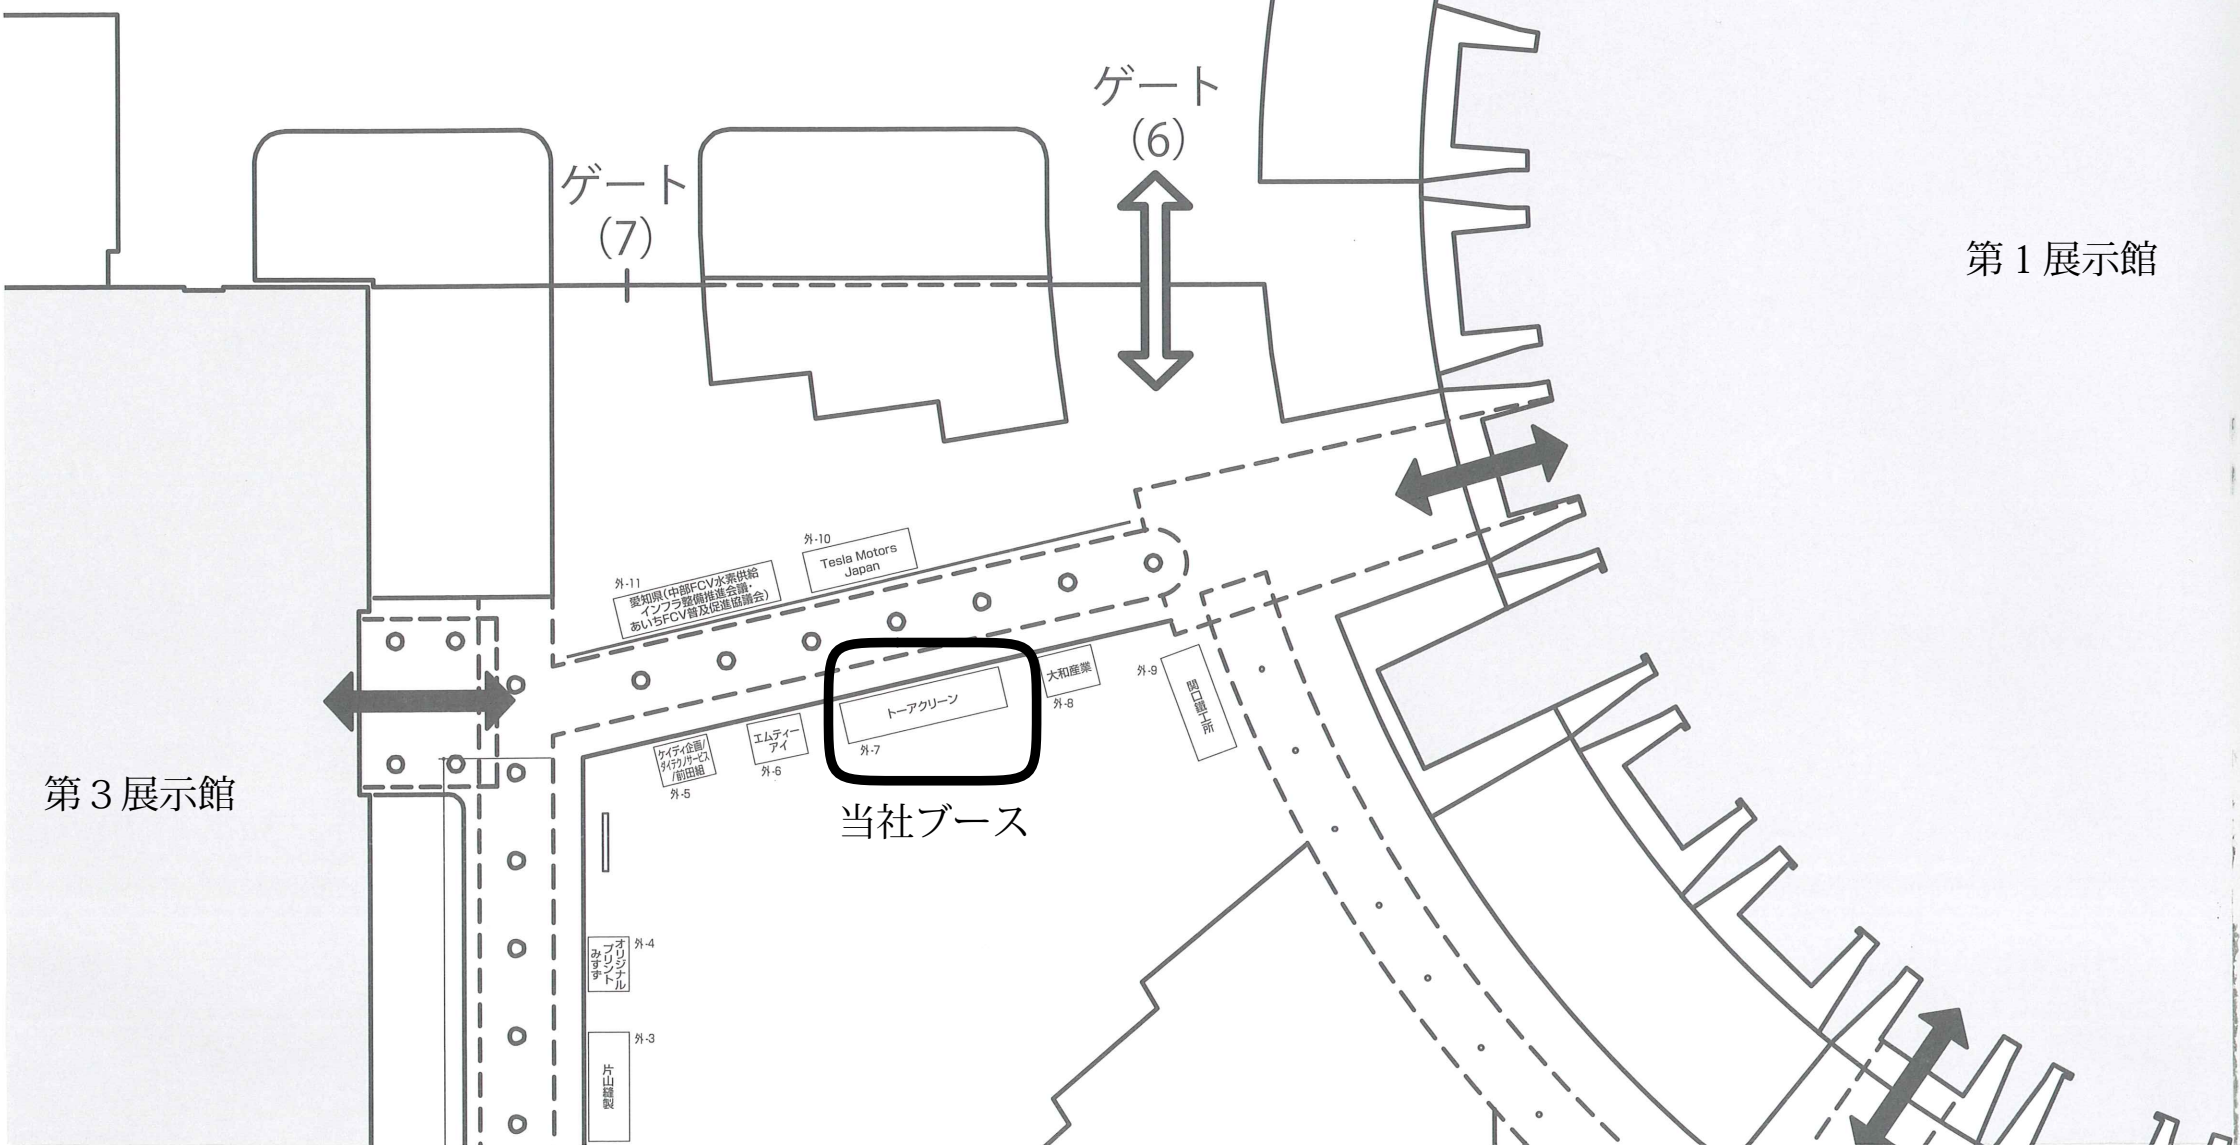 ゲート
(6)
ゲート
(7)
第1展示館
外-10
Tesla Motors
Japan
外-11
愛知県(中部FCV水素供給
インフラ整備推進会議・
あいちFCV普及促進協議会)
大和産業
外-8
外-9
関口鐵工所
トーアクリーン
外-7
エムティー
アイ
外-6
ケイディ企画/
ダイテクノサービス
/前田組
外-5
当社ブース
第3展示館
オリジナル
プリント
みすず
外-4
外-3
片山縫製